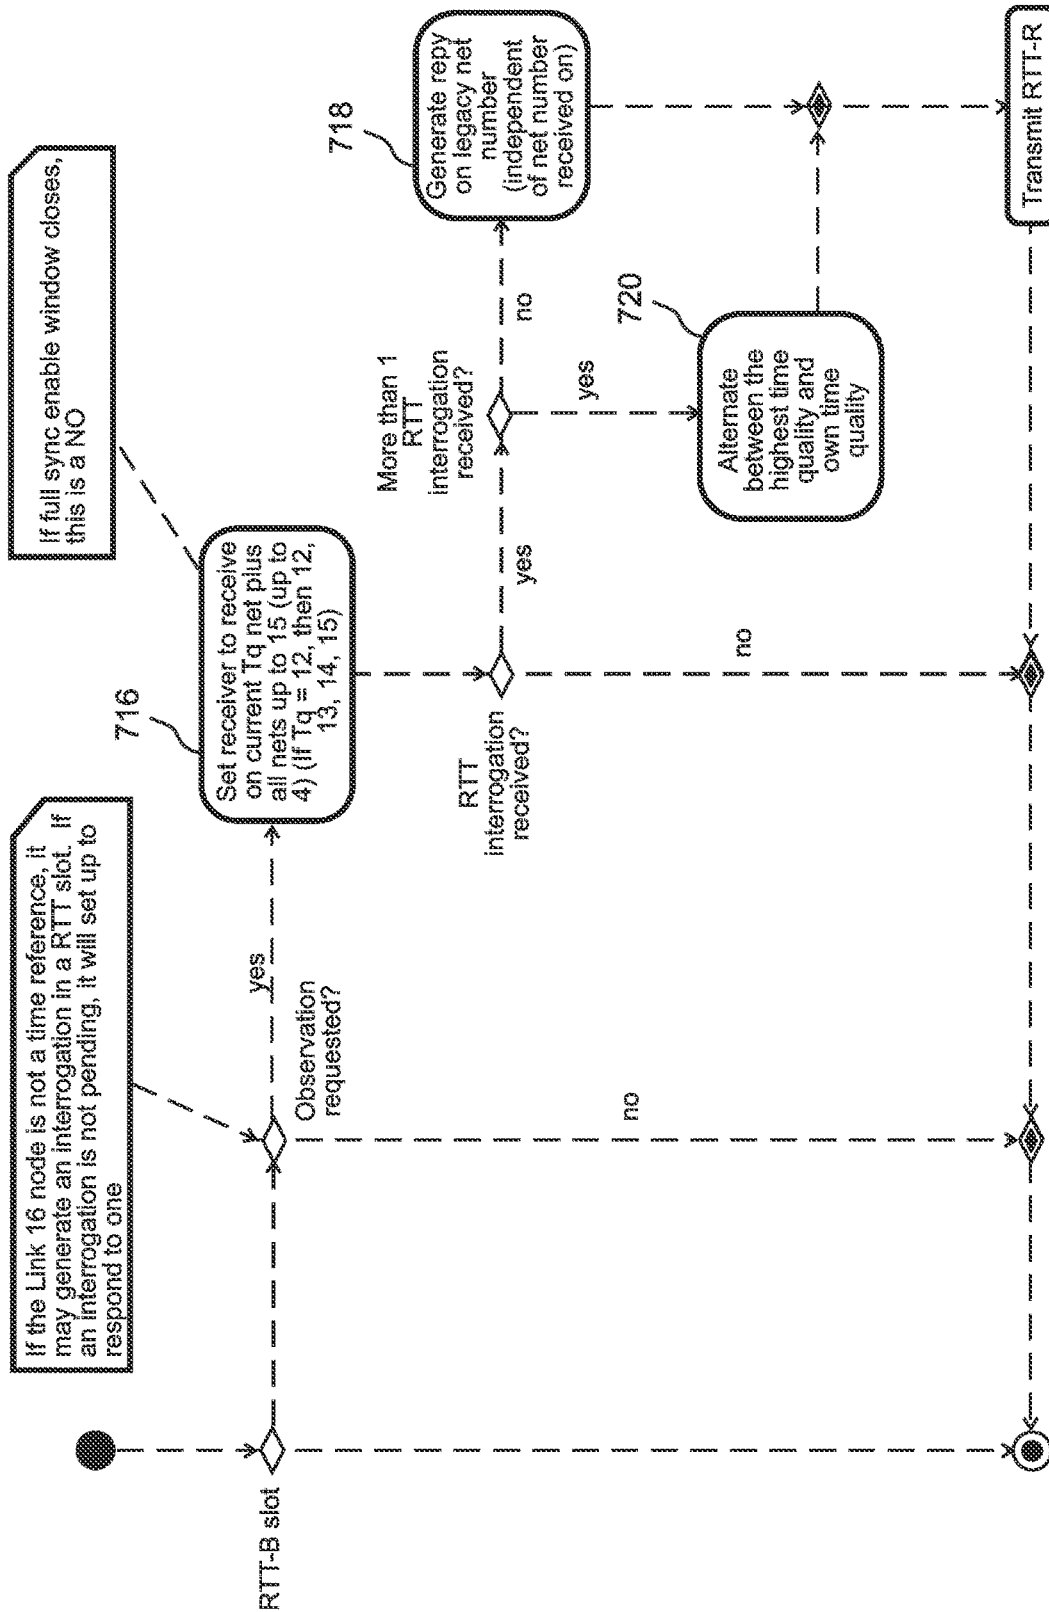 If the Link 16 node is not a time reference, it
may generate an interrogation in a RTT slot. If
an interrogation is not pending, it will set up to
respond to one
If full sync enable window closes,
this is a NO
RTT-B slot
yes
Observation
requested?
no
716
Set receiver to receive
on current Tq net plus
all nets up to 15 (up to
4) (If Tq = 12, then 12,
13, 14, 15)
RTT
interrogation
received?
yes
no
More than 1
RTT
interrogation
received?
no
yes
718
Generate repy
on legacy net
number
(independent
of net number
received on)
720
Alternate
between the
highest time
quality and
own time
quality
Transmit RTT-R